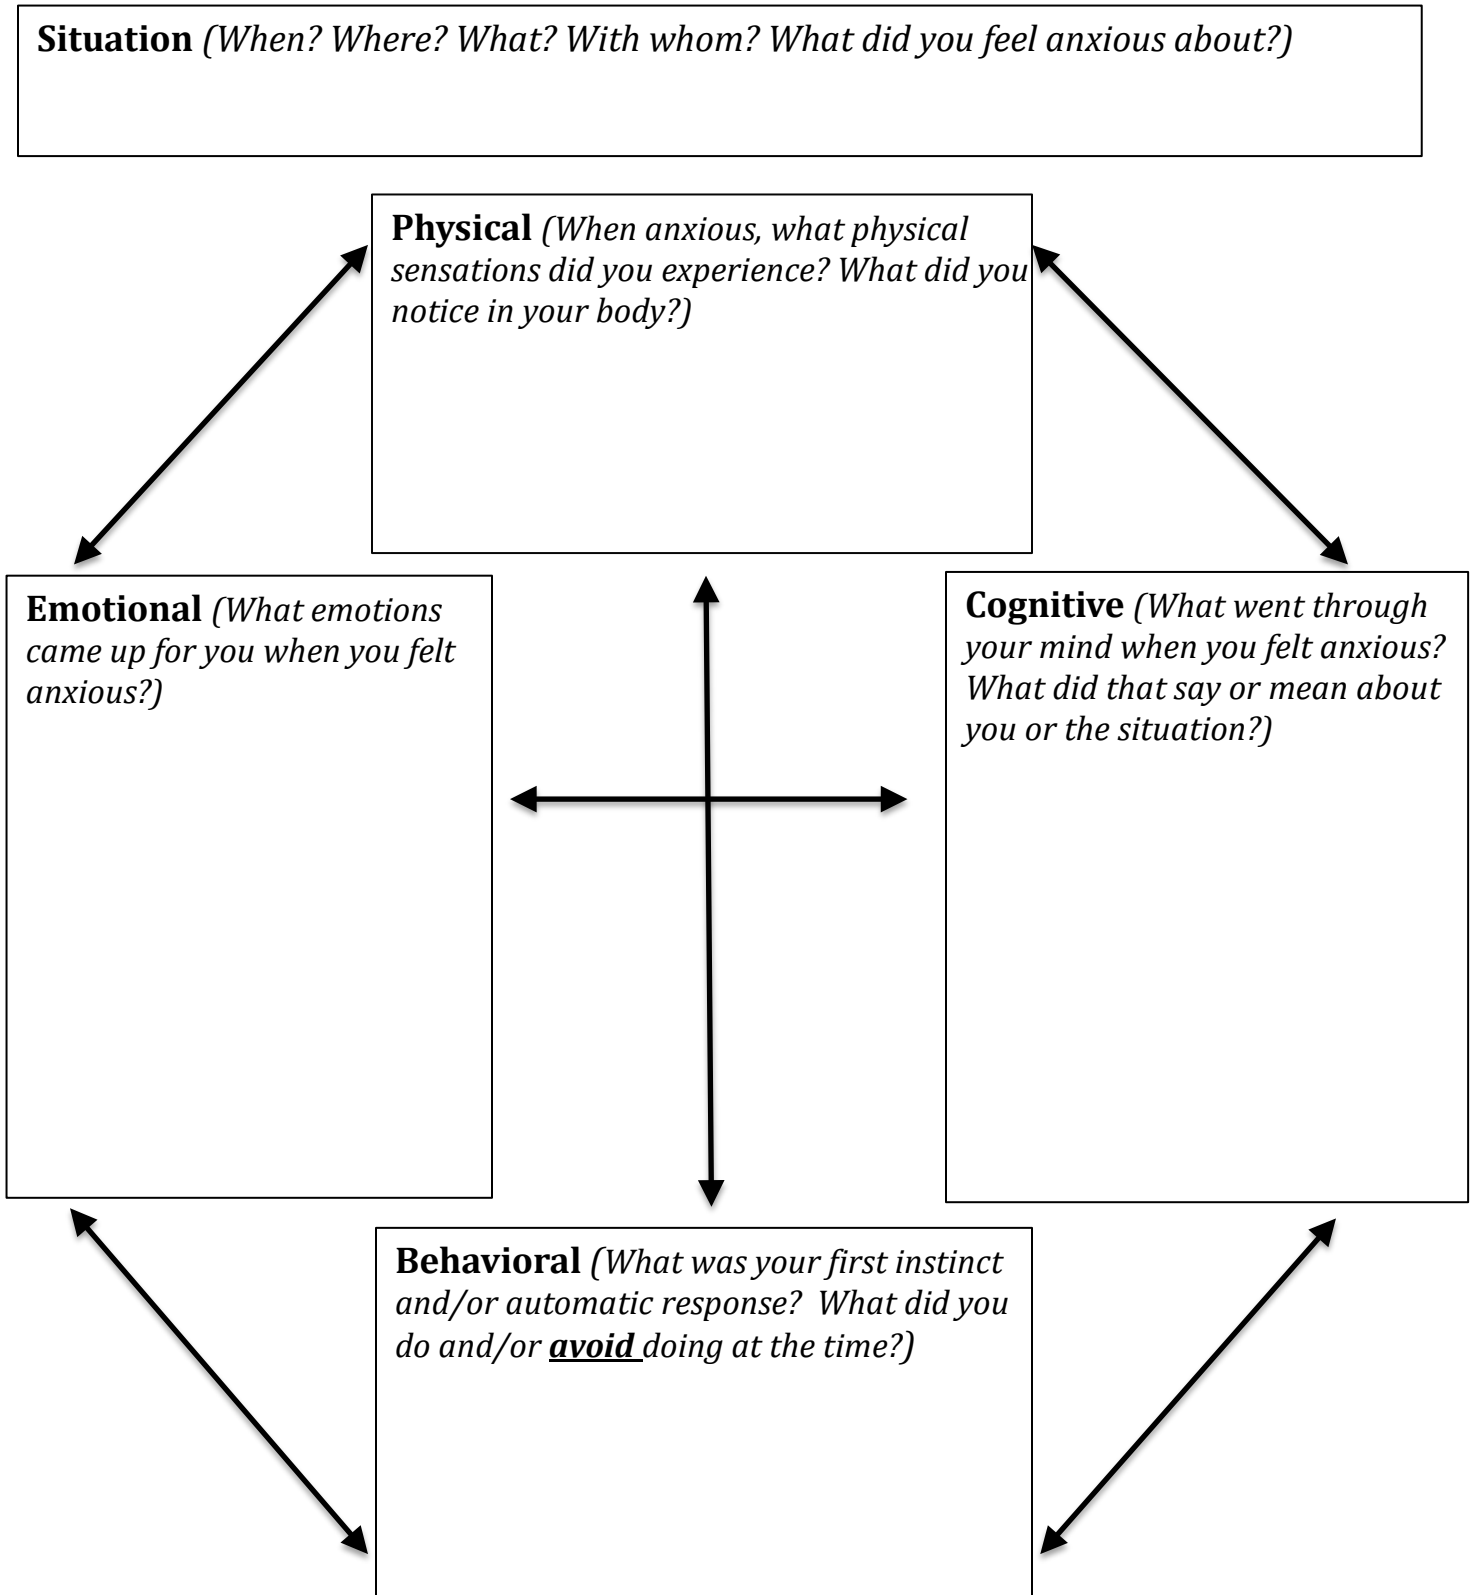 Situation (When? Where? What? With whom? What did you feel anxious about?)
Physical (When anxious, what physical
sensations did you experience? What did you
notice in your body?)
Emotional (What emotions
came up for you when you felt
anxious?)
Cognitive (What went through
your mind when you felt anxious?
What did that say or mean about
you or the situation?)
Behavioral (What was your first instinct
and/or automatic response?  What did you
do and/or avoid doing at the time?)